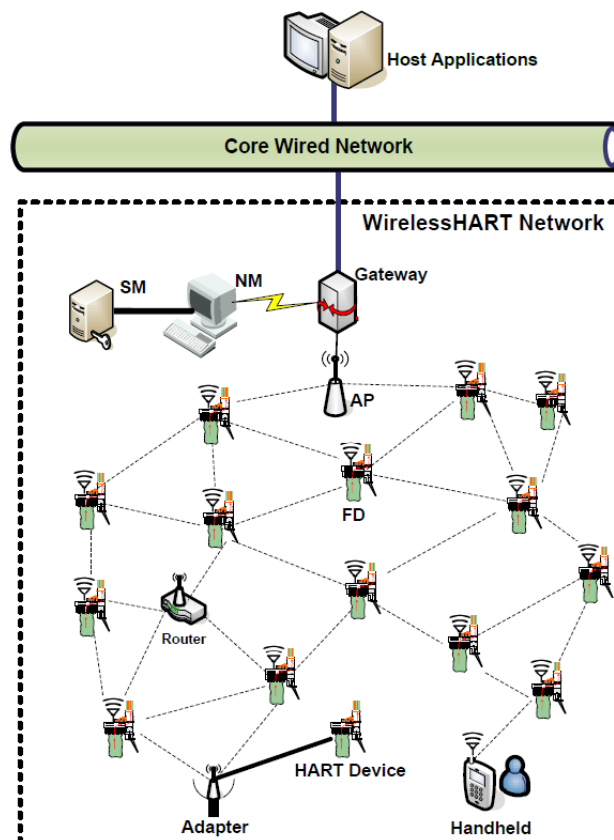 Host Applications
Core Wired Network
WirelessHART Network
SM
NM
Gateway
AP
FD
Router
HART Device
Adapter
Handheld